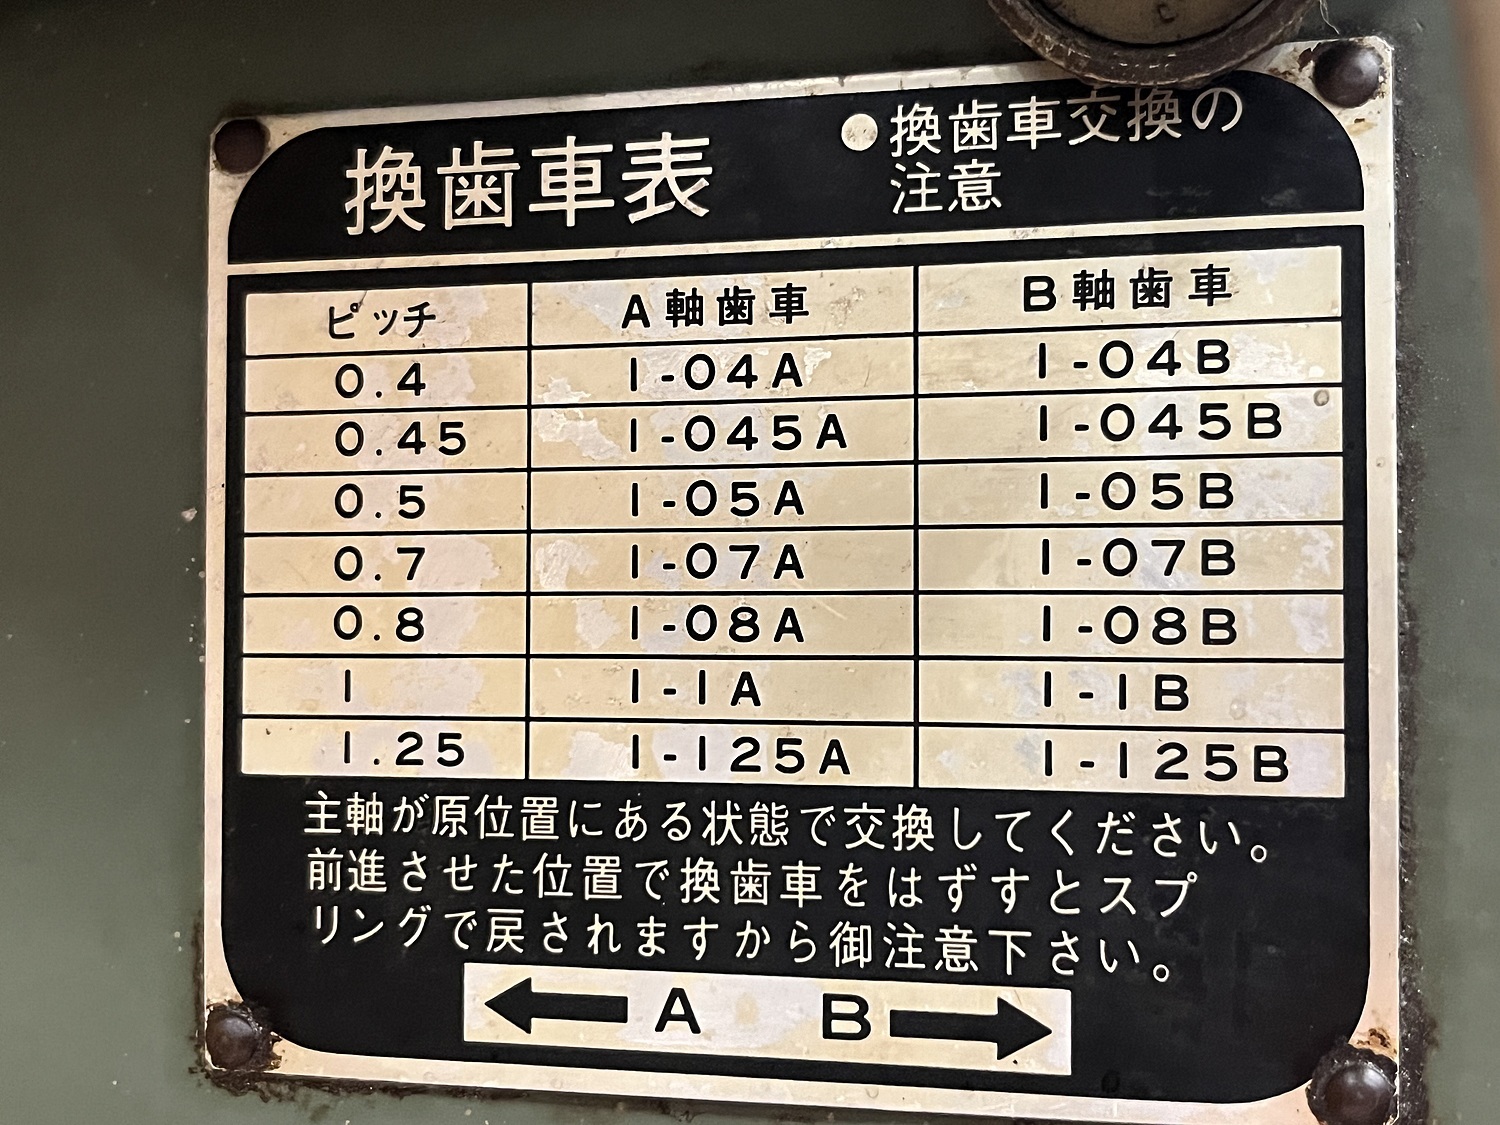 換歯車表
●換歯車交換の
注意
ピッチ A軸歯車 B軸歯車
0.4 1-04A 1-04B
0.45 1-045A 1-045B
0.5 1-05A 1-05B
0.7 1-07A 1-07B
0.8 1-08A 1-08B
1 1-1A 1-1B
1.25 1-125A 1-125B
主軸が原位置にある状態で交換してください。
前進させた位置で換歯車をはずすとスプ
リングで戻されますから御注意下さい。
← A B →